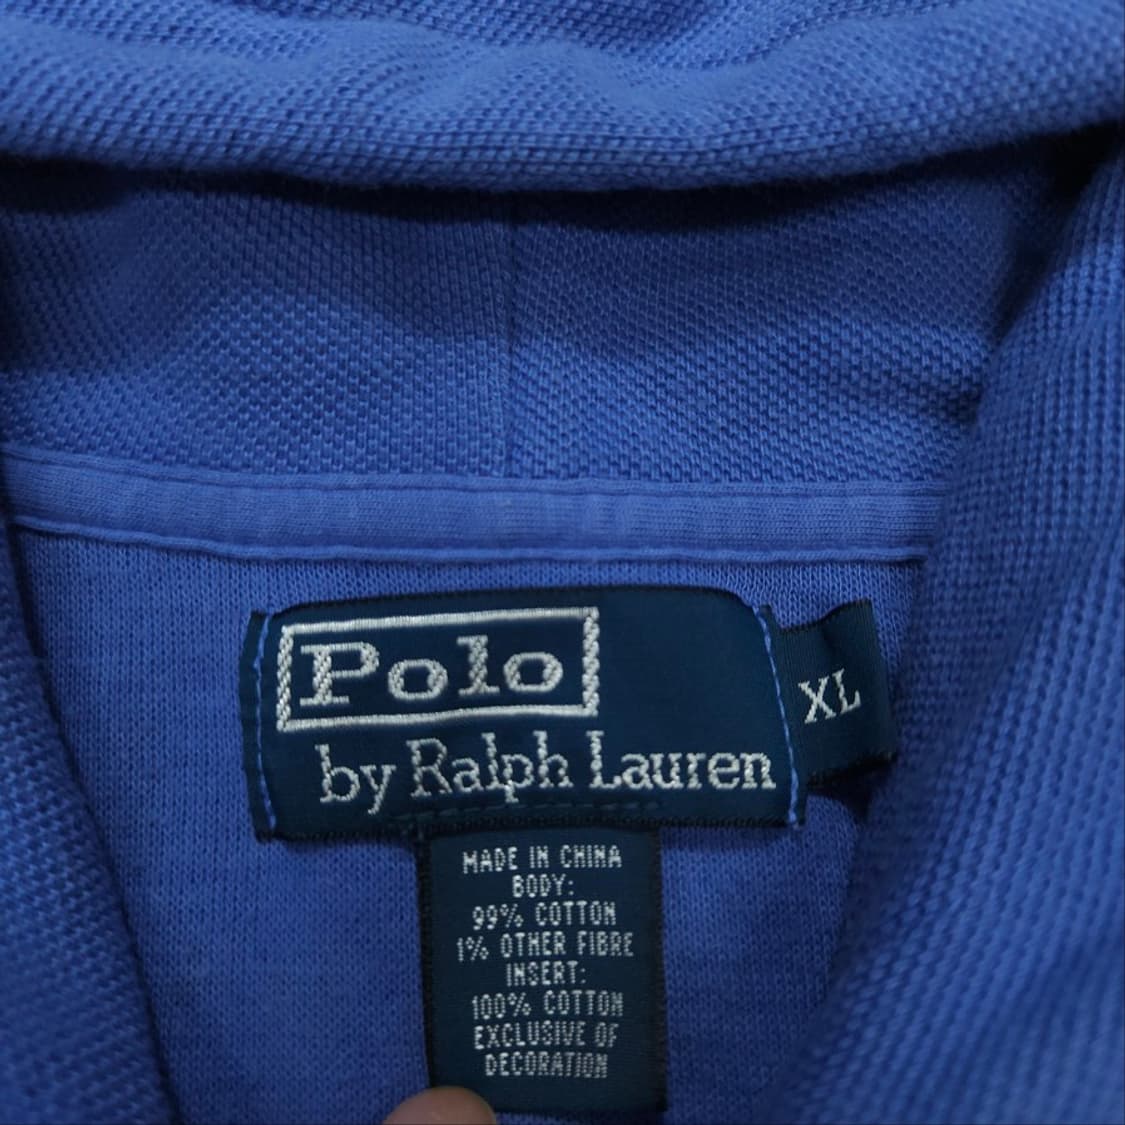 Polo
by Ralph Lauren
XL
MADE IN CHINA
BODY:
99% COTTON
1% OTHER FIBRE
INSERT:
100% COTTON
EXCLUSIVE OF
DECORATION